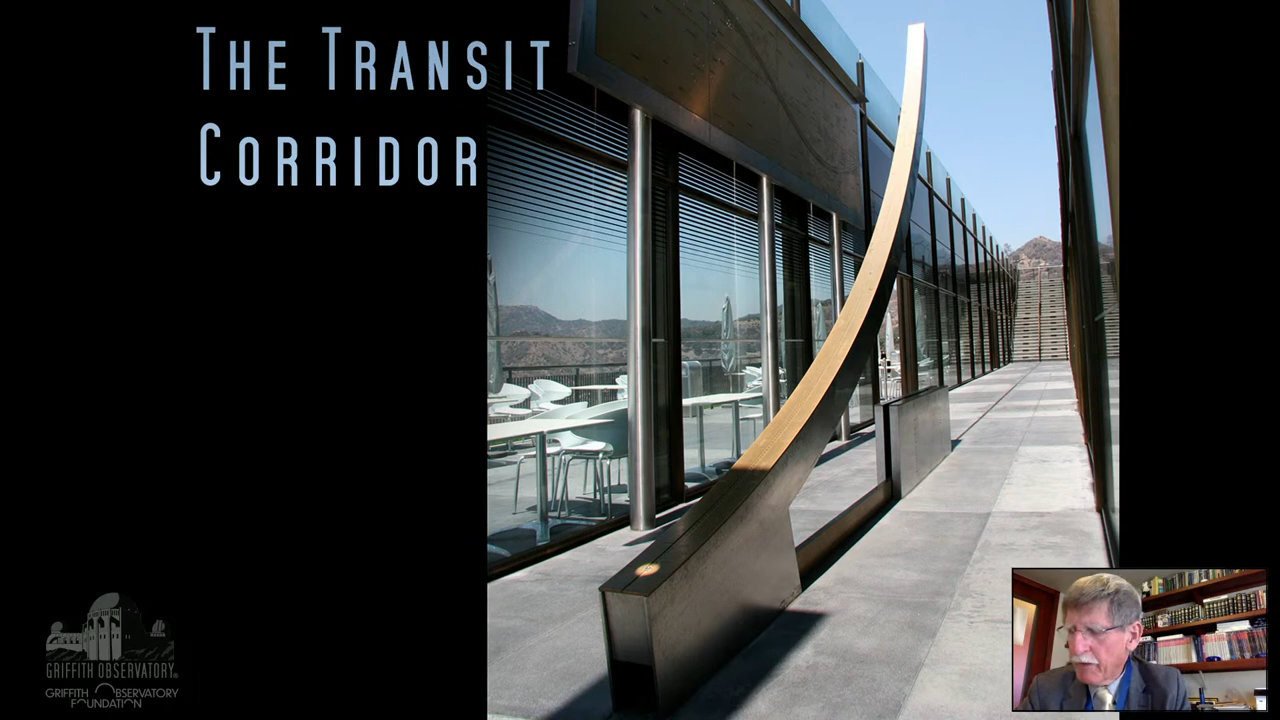 THE TRANSIT
CORRIDOR
GRIFFITH OBSERVATORY
GRIFFITH OBSERVATORY
FOUNDATION